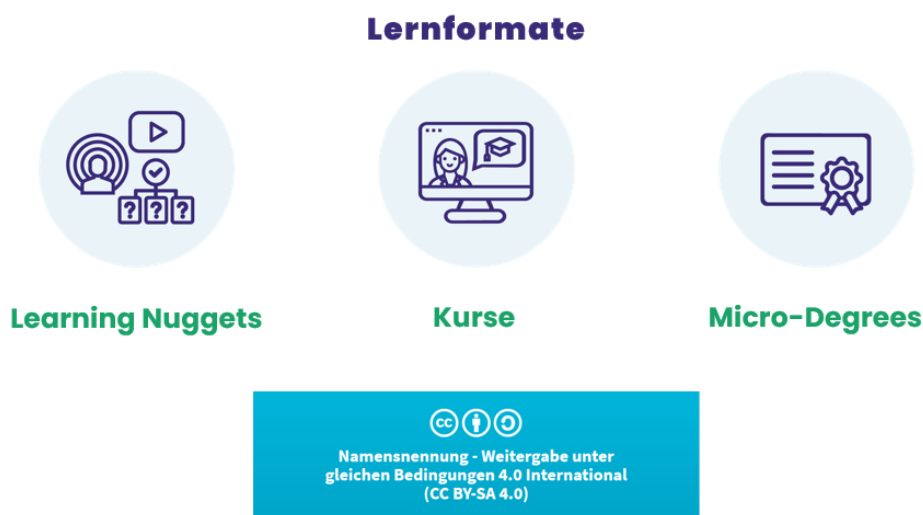 Lernformate
? ? ?
Learning Nuggets
Kurse
Micro-Degrees
cc
Namensnennung - Weitergabe unter
gleichen Bedingungen 4.0 International
(CC BY-SA 4.0)